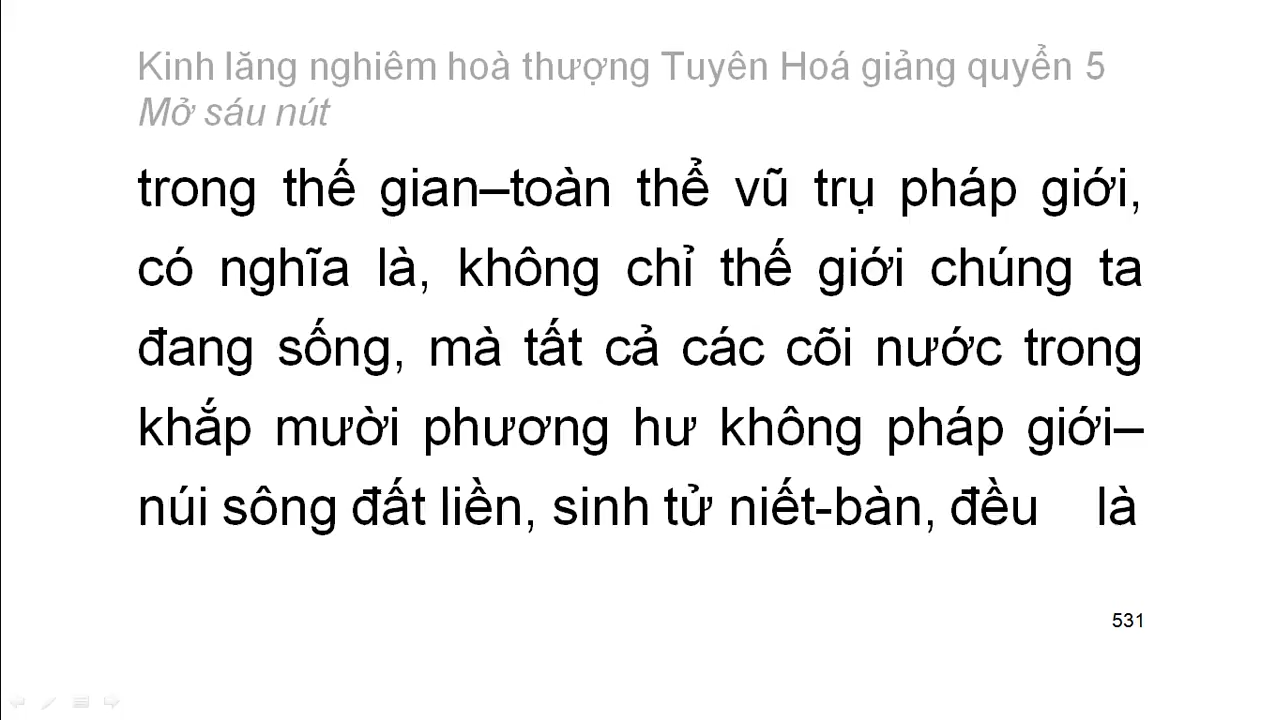 Kinh lăng nghiêm hoà thượng Tuyên Hoá giảng quyển 5
Mở sáu nút
trong thế gian–toàn thể vũ trụ pháp giới,
có nghĩa là, không chỉ thế giới chúng ta
đang sống, mà tất cả các cõi nước trong
khắp mười phương hư không pháp giới–
núi sông đất liền, sinh tử niết-bàn, đều là
531